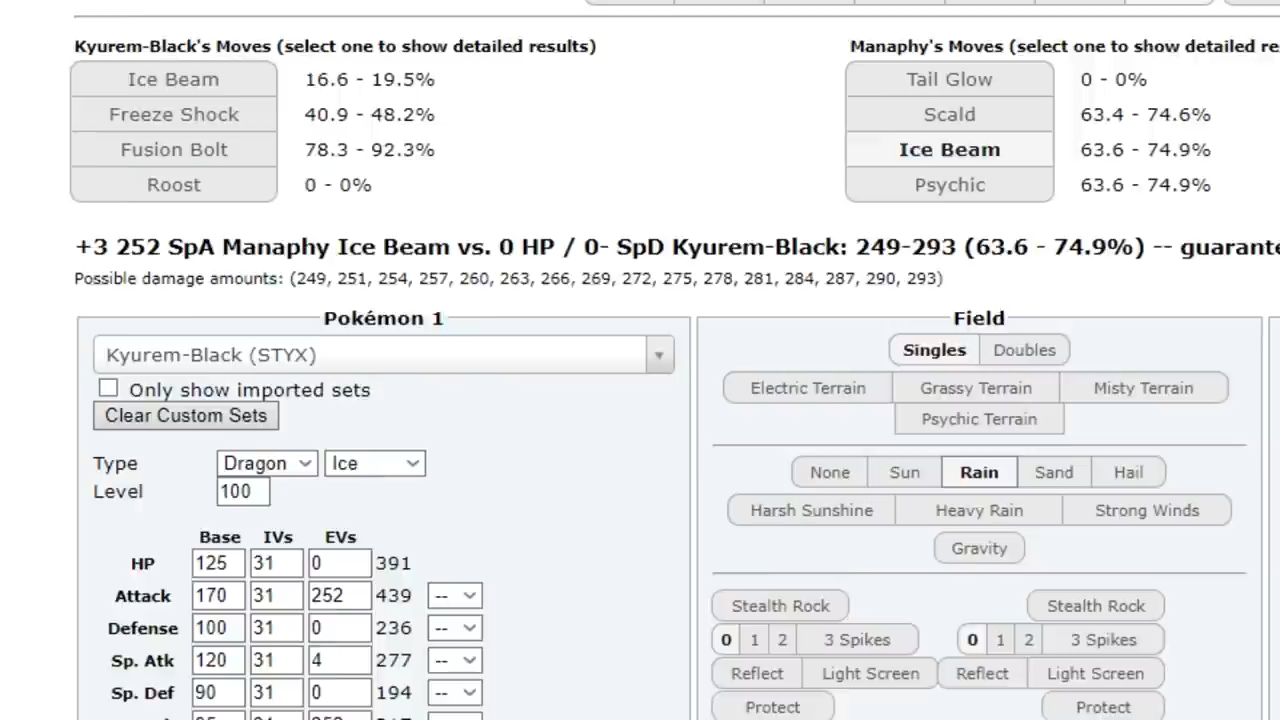 Kyurem-Black's Moves (select one to show detailed results)
Ice Beam 16.6 - 19.5%
Freeze Shock 40.9 - 48.2%
Fusion Bolt 78.3 - 92.3%
Roost 0 - 0%
Manaphy's Moves (select one to show detailed
Tail Glow 0 - 0%
Scald 63.4 - 74.6%
Ice Beam 63.6 - 74.9%
Psychic 63.6 - 74.9%
+3 252 SpA Manaphy Ice Beam vs. 0 HP / 0- SpD Kyurem-Black: 249-293 (63.6 - 74.9%) --
Possible damage amounts: (249, 251, 254, 257, 260, 263, 266, 269, 272, 275, 278, 281, 284, 287, 290, 293)
Pokémon 1
Kyurem-Black (STYX)
Only show imported sets
Clear Custom Sets
Type Dragon Ice
Level 100
Base IVs EVs
HP 125 31 0 391
Attack 170 31 252 439 --
Defense 100 31 0 236 --
Sp. Atk 120 31 4 277 --
Sp. Def 90 31 0 194 --
Field
Singles Doubles
Electric Terrain Grassy Terrain Misty Terrain
Psychic Terrain
None Sun Rain Sand Hail
Harsh Sunshine Heavy Rain Strong Winds
Gravity
Stealth Rock Stealth Rock
0 1 2 3 Spikes 0 1 2 3 Spikes
Reflect Light Screen Reflect Light Screen
Protect Protect